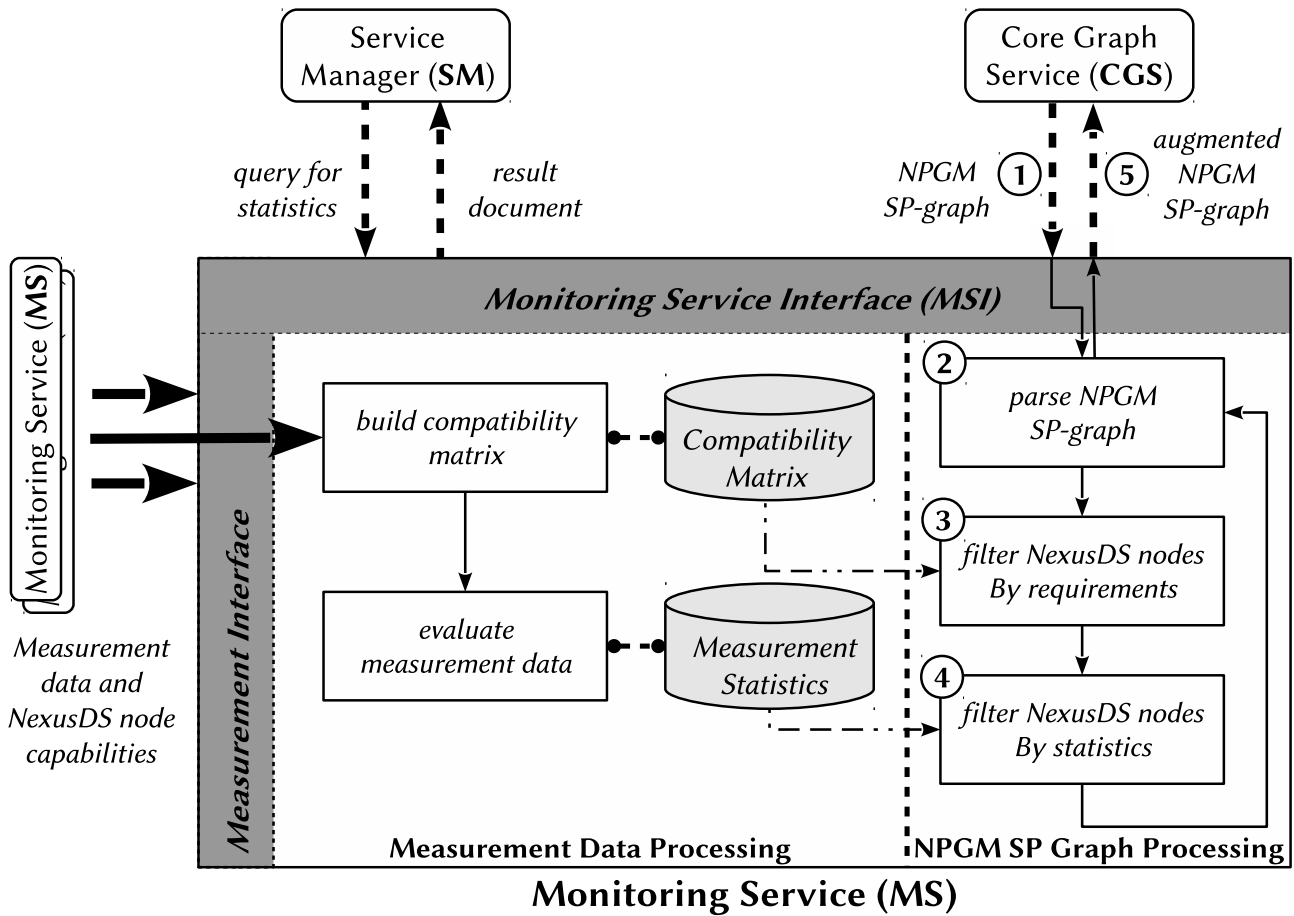 Service
Manager (SM)
Core Graph
Service (CGS)
query for
statistics
result
document
NPGM
SP-graph
1
5
augmented
NPGM
SP-graph
Monitoring Service (MS)
Measurement
data and
NexusDS node
capabilities
Monitoring Service Interface (MSI)
Measurement Interface
build compatibility
matrix
Compatibility
Matrix
evaluate
measurement data
Measurement
Statistics
2
parse NPGM
SP-graph
3
filter NexusDS nodes
By requirements
4
filter NexusDS nodes
By statistics
Measurement Data Processing
NPGM SP Graph Processing
Monitoring Service (MS)